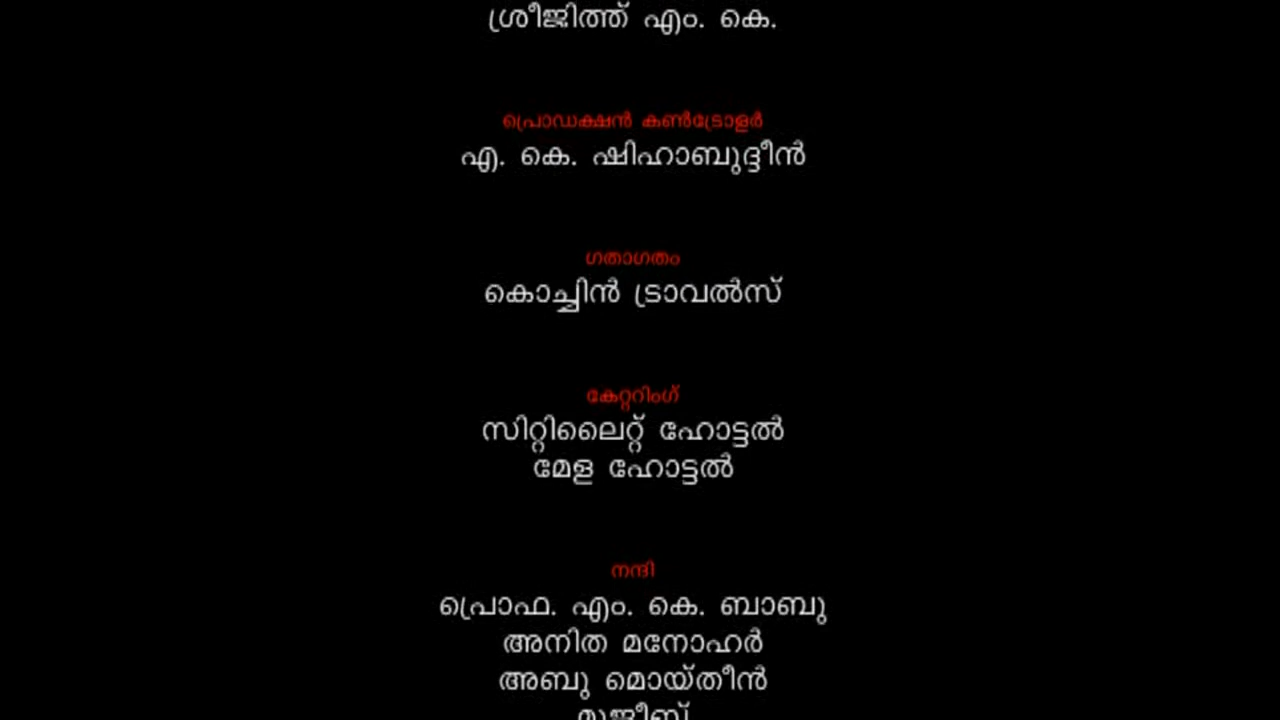 ശ്രീജിത്ത് എം. കെ.
പ്രൊഡക്ഷൻ കൺട്രോളർ
എ. കെ. ഷിഹാബുദ്ദീൻ
ഗതാഗതം
കൊച്ചിൻ ട്രാവൽസ്
കേറ്ററിംഗ്
സിറ്റിലൈറ്റ് ഹോട്ടൽ
മേള ഹോട്ടൽ
നന്ദി
പ്രൊഫ. എം. കെ. ബാബു
അനിത മനോഹർ
അബു മൊയ്തീൻ
മുജീബ്